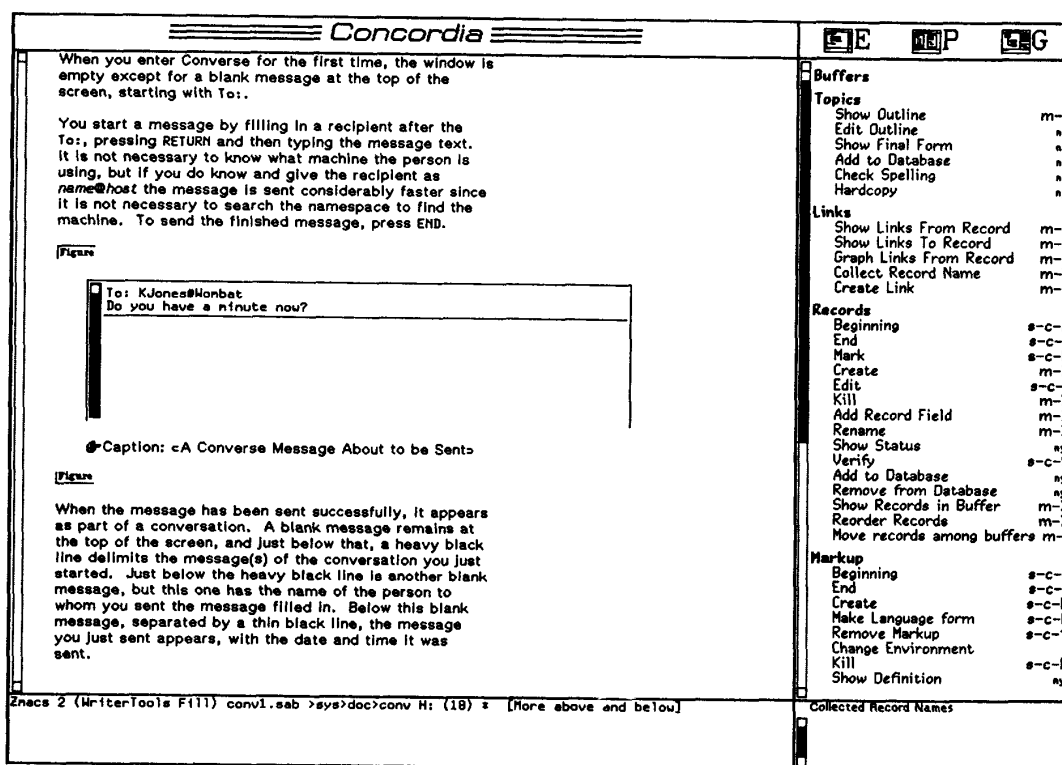 Concordia
When you enter Converse for the first time, the window is
empty except for a blank message at the top of the
screen, starting with To:.
You start a message by filling in a recipient after the
To:, pressing RETURN and then typing the message text.
It is not necessary to know what machine the person is
using, but if you do know and give the recipient as
name@host the message is sent considerably faster since
it is not necessary to search the namespace to find the
machine. To send the finished message, press END.
Figure
To: KJones@Wombat
Do you have a minute now?
Caption: <A Converse Message About to be Sent>
Figure
When the message has been sent successfully, it appears
as part of a conversation. A blank message remains at
the top of the screen, and just below that, a heavy black
line delimits the message(s) of the conversation you just
started. Just below the heavy black line is another blank
message, but this one has the name of the person to
whom you sent the message filled in. Below this blank
message, separated by a thin black line, the message
you just sent appears, with the date and time it was
sent.
Zmacs 2 (WriterTools Fill) conv1.sab >sys>doc>conv H: (18) * [More above and below]
E P G
Buffers
Topics
Show Outline m-
Edit Outline
Show Final Form
Add to Database
Check Spelling
Hardcopy
Links
Show Links From Record m-
Show Links To Record m-
Graph Links From Record m-
Collect Record Name m-
Create Link m-
Records
Beginning s-c-
End s-c-
Mark s-c-
Create m-
Edit s-c-
Kill m-
Add Record Field m-
Rename m-
Show Status
Verify s-c-
Add to Database
Remove from Database
Show Records in Buffer m-
Reorder Records m-
Move records among buffers m-
Markup
Beginning s-c-
End s-c-
Create s-c-
Make Language form s-c-
Remove Markup s-c-
Change Environment
Kill s-c-
Show Definition
Collected Record Names